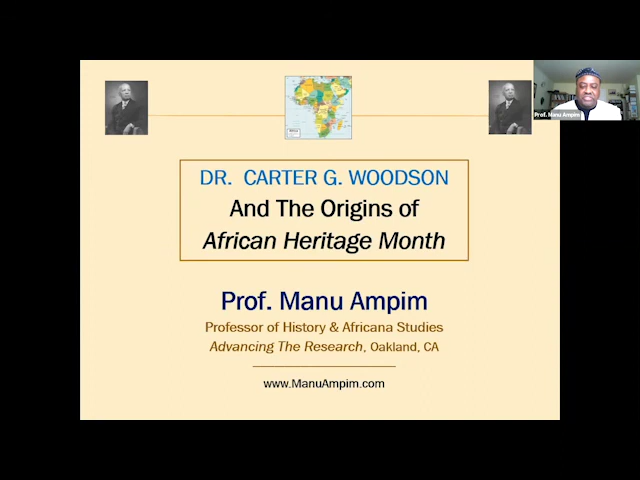 DR. CARTER G. WOODSON
And The Origins of
African Heritage Month
Prof. Manu Ampim
Professor of History & Africana Studies
Advancing The Research, Oakland, CA
www.ManuAmpim.com
Prof. Manu Ampim